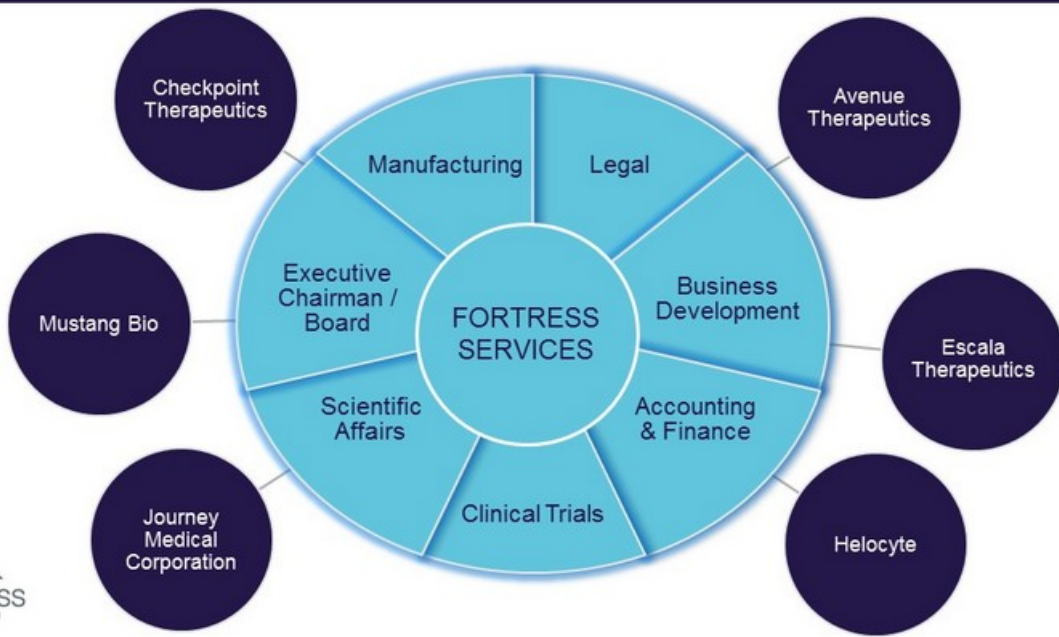 Checkpoint
Therapeutics
Avenue
Therapeutics
Manufacturing
Legal
Executive
Chairman /
Board
Business
Development
Mustang Bio
FORTRESS
SERVICES
Escala
Therapeutics
Scientific
Affairs
Accounting
& Finance
Clinical Trials
Journey
Medical
Corporation
Helocyte
SS